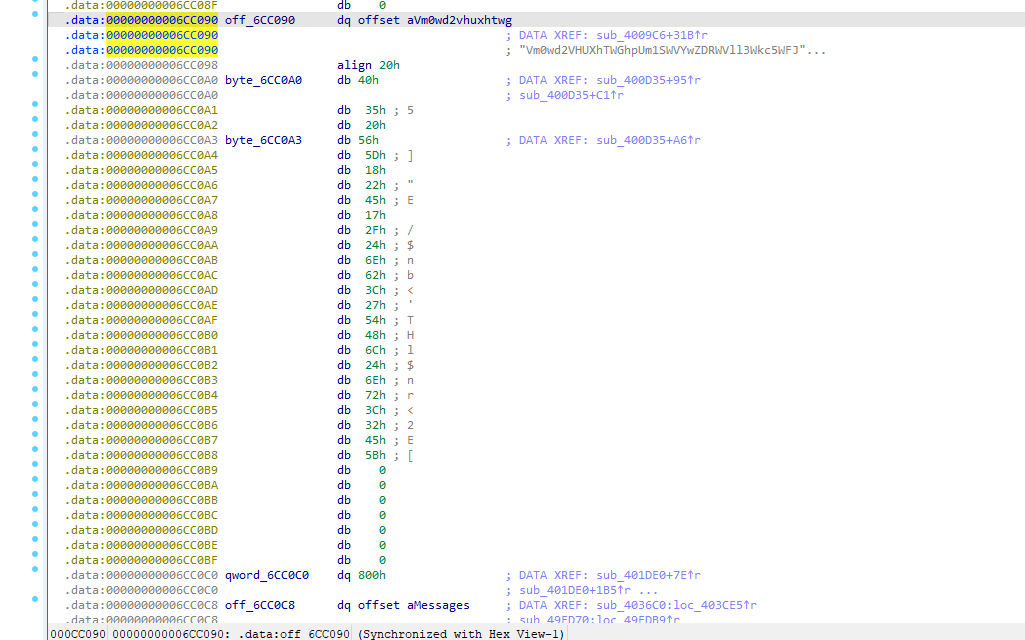 .data:00000000006CC08F db 0
.data:00000000006CC090 off_6CC090 dq offset aVm0wd2vhuxhtwg
.data:00000000006CC090 ; DATA XREF: sub_4009C6+31B↑r
.data:00000000006CC090 ; "Vm0wd2VHUXhTWGhpUm1SWVYwZDRWVll3Wkc5WFJ"...
.data:00000000006CC098 align 20h
.data:00000000006CC0A0 byte_6CC0A0 db 40h ; DATA XREF: sub_400D35+95↑r
.data:00000000006CC0A0 ; sub_400D35+C1↑r
.data:00000000006CC0A1 db 35h ; 5
.data:00000000006CC0A2 db 20h
.data:00000000006CC0A3 byte_6CC0A3 db 56h ; DATA XREF: sub_400D35+A6↑r
.data:00000000006CC0A4 db 5Dh ; ]
.data:00000000006CC0A5 db 18h
.data:00000000006CC0A6 db 22h ; "
.data:00000000006CC0A7 db 45h ; E
.data:00000000006CC0A8 db 17h
.data:00000000006CC0A9 db 2Fh ; /
.data:00000000006CC0AA db 24h ; $
.data:00000000006CC0AB db 6Eh ; n
.data:00000000006CC0AC db 62h ; b
.data:00000000006CC0AD db 3Ch ; <
.data:00000000006CC0AE db 27h ; '
.data:00000000006CC0AF db 54h ; T
.data:00000000006CC0B0 db 48h ; H
.data:00000000006CC0B1 db 6Ch ; l
.data:00000000006CC0B2 db 24h ; $
.data:00000000006CC0B3 db 6Eh ; n
.data:00000000006CC0B4 db 72h ; r
.data:00000000006CC0B5 db 3Ch ; <
.data:00000000006CC0B6 db 32h ; 2
.data:00000000006CC0B7 db 45h ; E
.data:00000000006CC0B8 db 5Bh ; [
.data:00000000006CC0B9 db 0
.data:00000000006CC0BA db 0
.data:00000000006CC0BB db 0
.data:00000000006CC0BC db 0
.data:00000000006CC0BD db 0
.data:00000000006CC0BE db 0
.data:00000000006CC0BF db 0
.data:00000000006CC0C0 qword_6CC0C0 dq 800h ; DATA XREF: sub_401DE0+7E↑r
.data:00000000006CC0C0 ; sub_401DE0+1B5↑r ...
.data:00000000006CC0C8 off_6CC0C8 dq offset aMessages ; DATA XREF: sub_4036C0:loc_403CE5↑r
.data:00000000006CC0C8 ; sub_49FD70:loc_49FDB9↑r
000CC090 00000000006CC090: .data:off_6CC090 (Synchronized with Hex View-1)